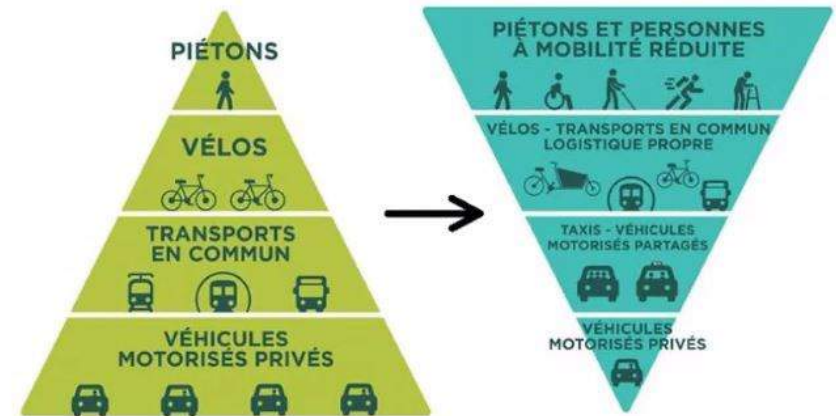 PIÉTONS
VÉLOS
TRANSPORTS
EN COMMUN
VÉHICULES
MOTORISÉS PRIVÉS
PIÉTONS ET PERSONNES
À MOBILITÉ RÉDUITE
VÉLOS - TRANSPORTS EN COMMUN
LOGISTIQUE PROPRE
TAXIS - VÉHICULES
MOTORISÉS PARTAGÉS
VÉHICULES
MOTORISÉS PRIVÉS